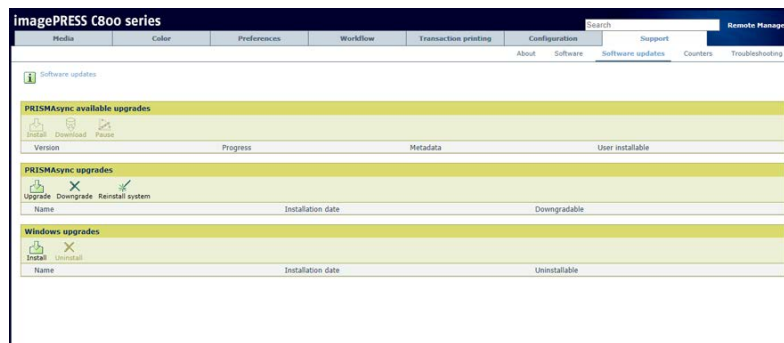 imagePRESS C800 series
Search Remote Manage
Media Color Preferences Workflow Transaction printing Configuration Support
About Software Software updates Counters Troubleshooting
Software updates
PRISMAsync available upgrades
Install Download Pause
Version Progress Metadata User installable
PRISMAsync upgrades
Upgrade Downgrade Reinstall system
Name Installation date Downgradable
Windows upgrades
Install Uninstall
Name Installation date Uninstallable